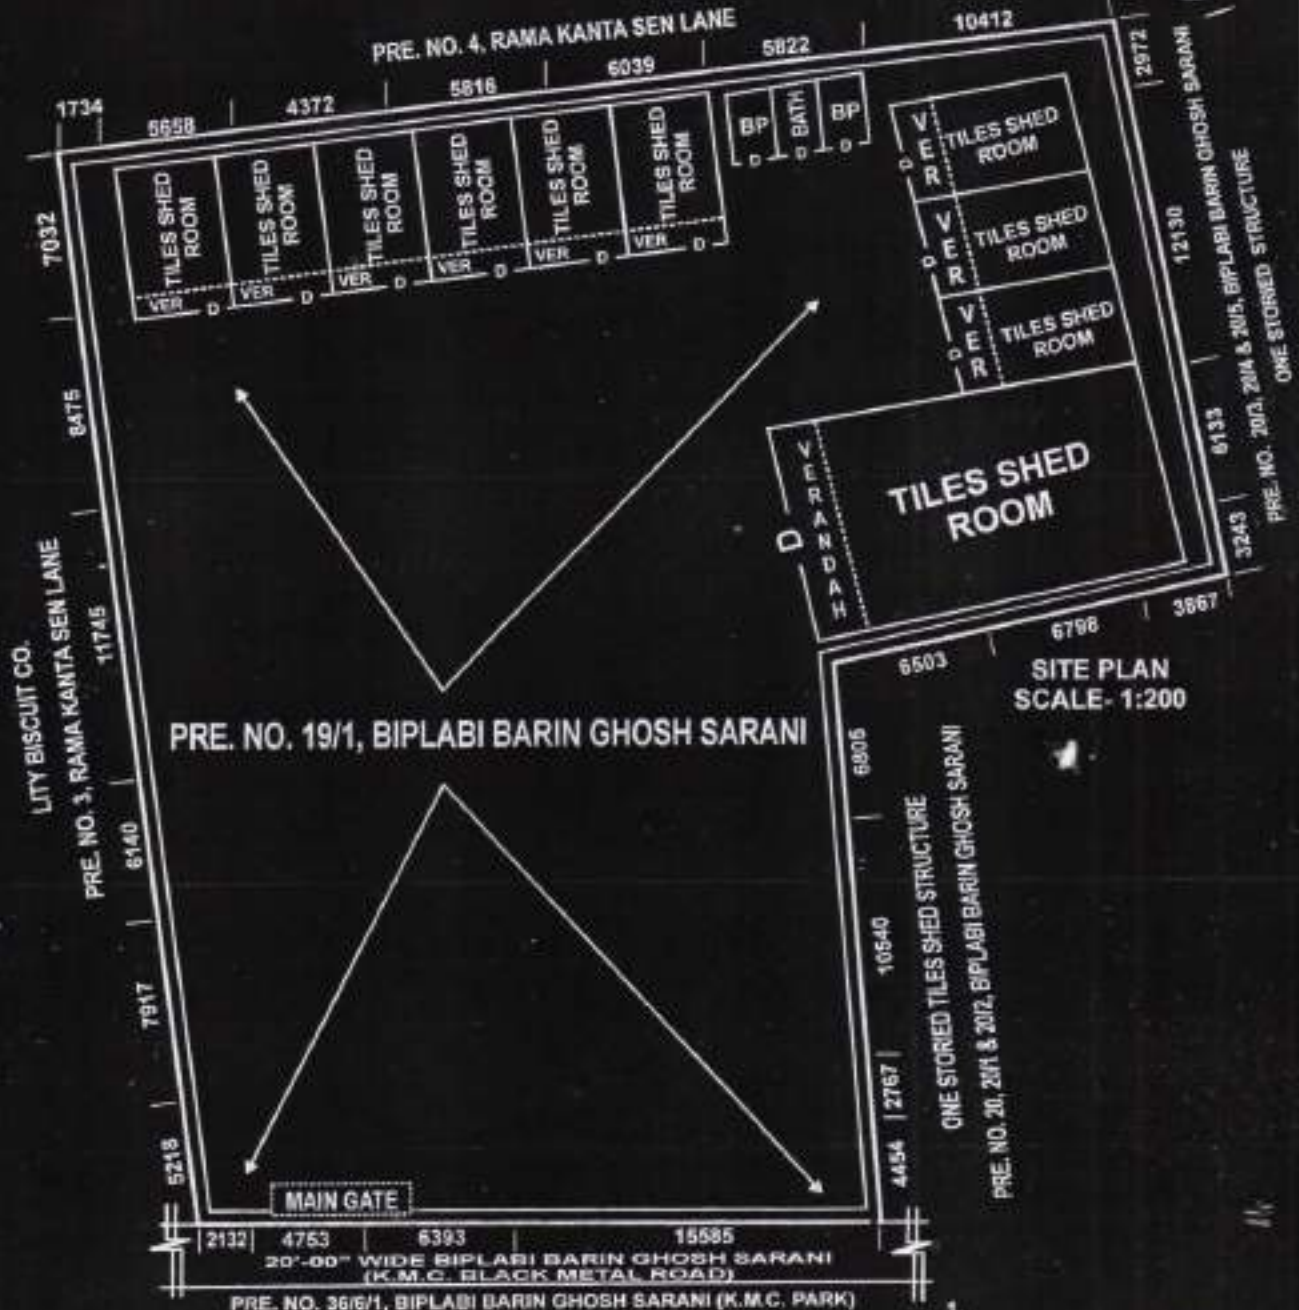 PRE. NO. 4, RAMA KANTA SEN LANE
1734
5658
4372
5816
6039
5822
10412
2972
12130
6133
3243
PRE. NO. 20/3, 20/4 & 20/5, BIPLABI BARIN GHOSH SARANI
ONE STORIED STRUCTURE
TILES SHED
ROOM
VER
D
TILES SHED
ROOM
VER
D
TILES SHED
ROOM
VER
D
TILES SHED
ROOM
VER
D
TILES SHED
ROOM
VER
D
TILES SHED
ROOM
VER
D
BP
D
BATH
D
BP
D
VER
D
TILES SHED
ROOM
VER
D
TILES SHED
ROOM
VER
D
TILES SHED
ROOM
VERANDAH
D
TILES SHED
ROOM
7032
8475
11745
6140
7917
5218
LITY BISCUIT CO.
PRE. NO. 3, RAMA KANTA SEN LANE
6503
6798
3867
SITE PLAN
SCALE- 1:200
PRE. NO. 19/1, BIPLABI BARIN GHOSH SARANI
6805
10540
2767
4454
ONE STORIED TILES SHED STRUCTURE
PRE. NO. 20, 20/1 & 20/2, BIPLABI BARIN GHOSH SARANI
MAIN GATE
2132
4753
6393
15585
20'-00" WIDE BIPLABI BARIN GHOSH SARANI
(K.M.C. BLACK METAL ROAD)
PRE. NO. 36/6/1, BIPLABI BARIN GHOSH SARANI (K.M.C. PARK)